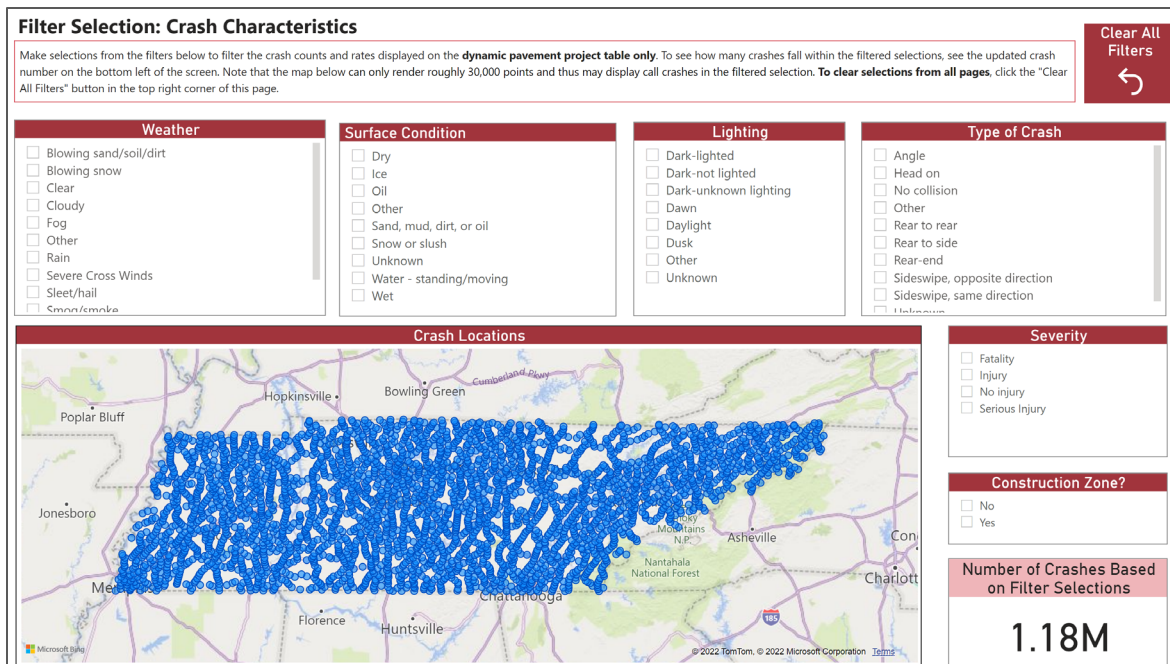 Filter Selection: Crash Characteristics
Clear All
Filters
Make selections from the filters below to filter the crash counts and rates displayed on the dynamic pavement project table only. To see how many crashes fall within the filtered selections, see the updated crash
number on the bottom left of the screen. Note that the map below can only render roughly 30,000 points and thus may display call crashes in the filtered selection. To clear selections from all pages, click the "Clear
All Filters" button in the top right corner of this page.
Weather
Blowing sand/soil/dirt
Blowing snow
Clear
Cloudy
Fog
Other
Rain
Severe Cross Winds
Sleet/hail
Smog/smoke
Surface Condition
Dry
Ice
Oil
Other
Sand, mud, dirt, or oil
Snow or slush
Unknown
Water - standing/moving
Wet
Lighting
Dark-lighted
Dark-not lighted
Dark-unknown lighting
Dawn
Daylight
Dusk
Other
Unknown
Type of Crash
Angle
Head on
No collision
Other
Rear to rear
Rear to side
Rear-end
Sideswipe, opposite direction
Sideswipe, same direction
Unknown
Crash Locations
Hopkinsville
Bowling Green
Cumberland Pkwy
Poplar Bluff
Jonesboro
Mountains
N.P.
Asheville
Nantahala
National Forest
Chattanooga
Charlott
Con
Florence
Huntsville
185
Microsoft Bing
© 2022 TomTom, © 2022 Microsoft Corporation Terms
Severity
Fatality
Injury
No injury
Serious Injury
Construction Zone?
No
Yes
Number of Crashes Based
on Filter Selections
1.18M